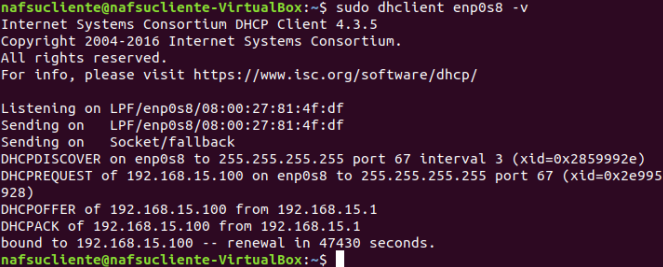 nafsucliente@nafsucliente-VirtualBox:~$ sudo dhclient enp0s8 -v
Internet Systems Consortium DHCP Client 4.3.5
Copyright 2004-2016 Internet Systems Consortium.
All rights reserved.
For info, please visit https://www.isc.org/software/dhcp/

Listening on LPF/enp0s8/08:00:27:81:4f:df
Sending on   LPF/enp0s8/08:00:27:81:4f:df
Sending on   Socket/fallback
DHCPDISCOVER on enp0s8 to 255.255.255.255 port 67 interval 3 (xid=0x2859992e)
DHCPREQUEST of 192.168.15.100 on enp0s8 to 255.255.255.255 port 67 (xid=0x2e995
928)
DHCPOFFER of 192.168.15.100 from 192.168.15.1
DHCPACK of 192.168.15.100 from 192.168.15.1
bound to 192.168.15.100 -- renewal in 47430 seconds.
nafsucliente@nafsucliente-VirtualBox:~$